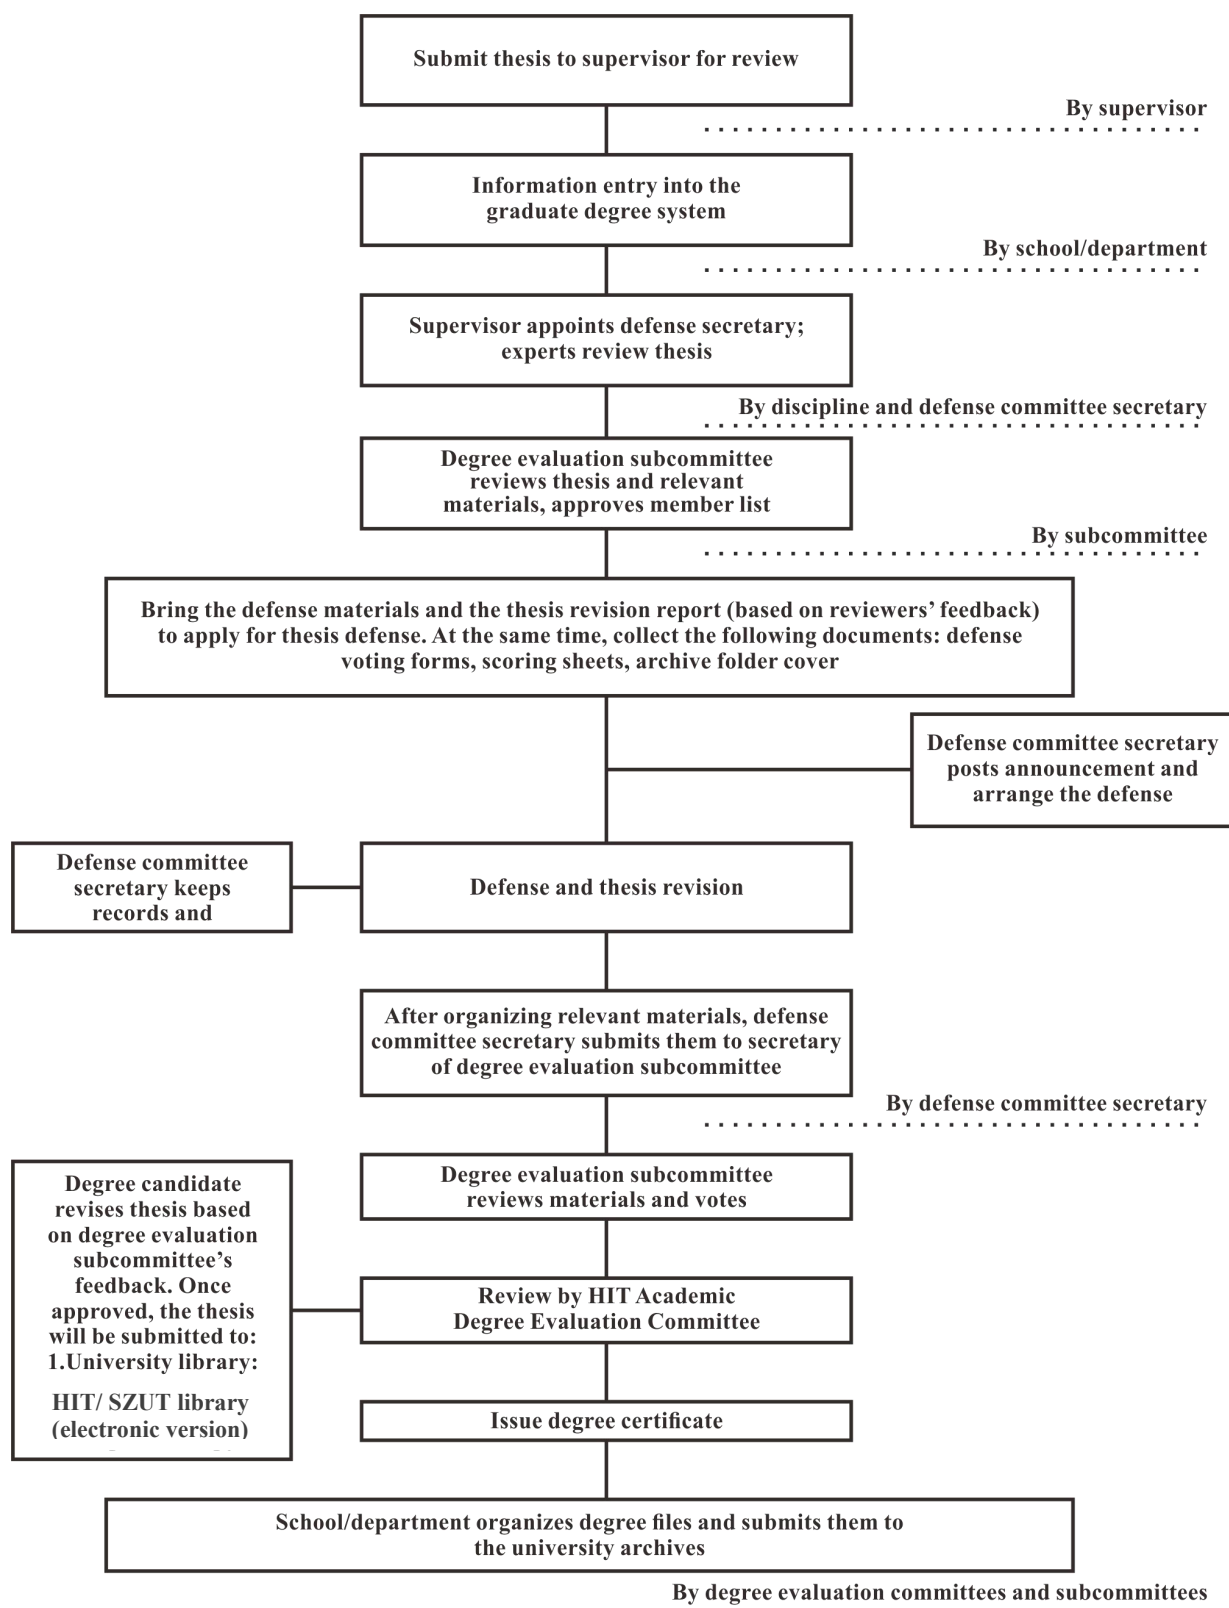 Submit thesis to supervisor for review
By supervisor
Information entry into the
graduate degree system
By school/department
Supervisor appoints defense secretary;
experts review thesis
By discipline and defense committee secretary
Degree evaluation subcommittee
reviews thesis and relevant
materials, approves member list
By subcommittee
Bring the defense materials and the thesis revision report (based on reviewers’ feedback)
to apply for thesis defense. At the same time, collect the following documents: defense
voting forms, scoring sheets, archive folder cover
Defense committee secretary
posts announcement and
arrange the defense
Defense committee
secretary keeps
records and
Defense and thesis revision
After organizing relevant materials, defense
committee secretary submits them to secretary
of degree evaluation subcommittee
By defense committee secretary
Degree evaluation subcommittee
reviews materials and votes
Degree candidate
revises thesis based
on degree evaluation
subcommittee’s
feedback. Once
approved, the thesis
will be submitted to:
1.University library:
HIT/ SZUT library
(electronic version)
Review by HIT Academic
Degree Evaluation Committee
Issue degree certificate
School/department organizes degree files and submits them to
the university archives
By degree evaluation committees and subcommittees